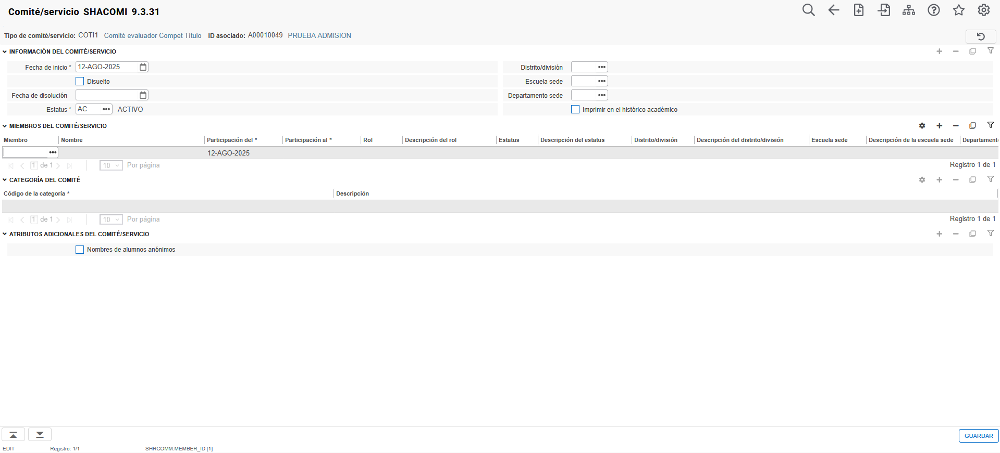 Comité/servicio SHACOMI 9.3.31
Tipo de comité/servicio: COTI1 Comité evaluador Compet Título ID asociado: A00010049 PRUEBA ADMISION
INFORMACIÓN DEL COMITÉ/SERVICIO
Fecha de inicio * 12-AGO-2025
Distrito/división
Disuelto
Escuela sede
Fecha de disolución
Departamento sede
Estatus * AC ACTIVO
Imprimir en el histórico académico
MIEMBROS DEL COMITÉ/SERVICIO
Miembro Nombre Participación del * Participación al * Rol Descripción del rol Estatus Descripción del estatus Distrito/división Descripción del distrito/división Escuela sede Descripción de la escuela sede Departament
12-AGO-2025
1 de 1 10 Por página Registro 1 de 1
CATEGORÍA DEL COMITÉ
Código de la categoría * Descripción
1 de 1 10 Por página Registro 1 de 1
ATRIBUTOS ADICIONALES DEL COMITÉ/SERVICIO
Nombres de alumnos anónimos
GUARDAR
EDIT Registro: 1/1 SHRCOMM.MEMBER_ID [1]